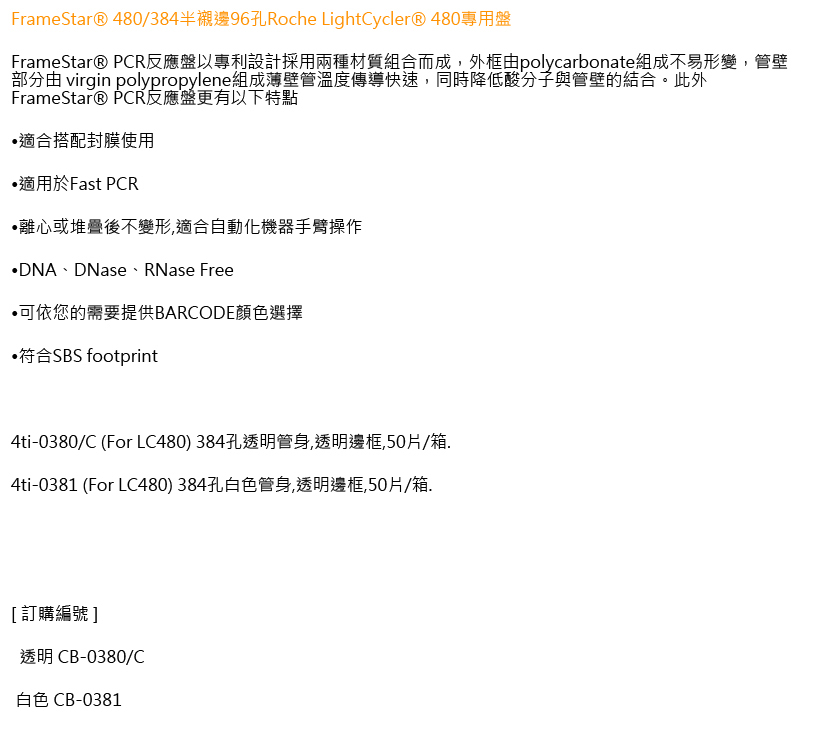 FrameStar® 480/384半襯邊96孔Roche LightCycler® 480專用盤
FrameStar® PCR反應盤以專利設計採用兩種材質組合而成，外框由polycarbonate組成不易形變，管壁
部分由 virgin polypropylene組成薄壁管溫度傳導快速，同時降低酸分子與管壁的結合。此外
FrameStar® PCR反應盤更有以下特點
•適合搭配封膜使用
•適用於Fast PCR
•離心或堆疊後不變形,適合自動化機器手臂操作
•DNA、DNase、RNase Free
•可依您的需要提供BARCODE顏色選擇
•符合SBS footprint
4ti-0380/C (For LC480) 384孔透明管身,透明邊框,50片/箱.
4ti-0381 (For LC480) 384孔白色管身,透明邊框,50片/箱.
[ 訂購編號 ]
透明 CB-0380/C
白色 CB-0381